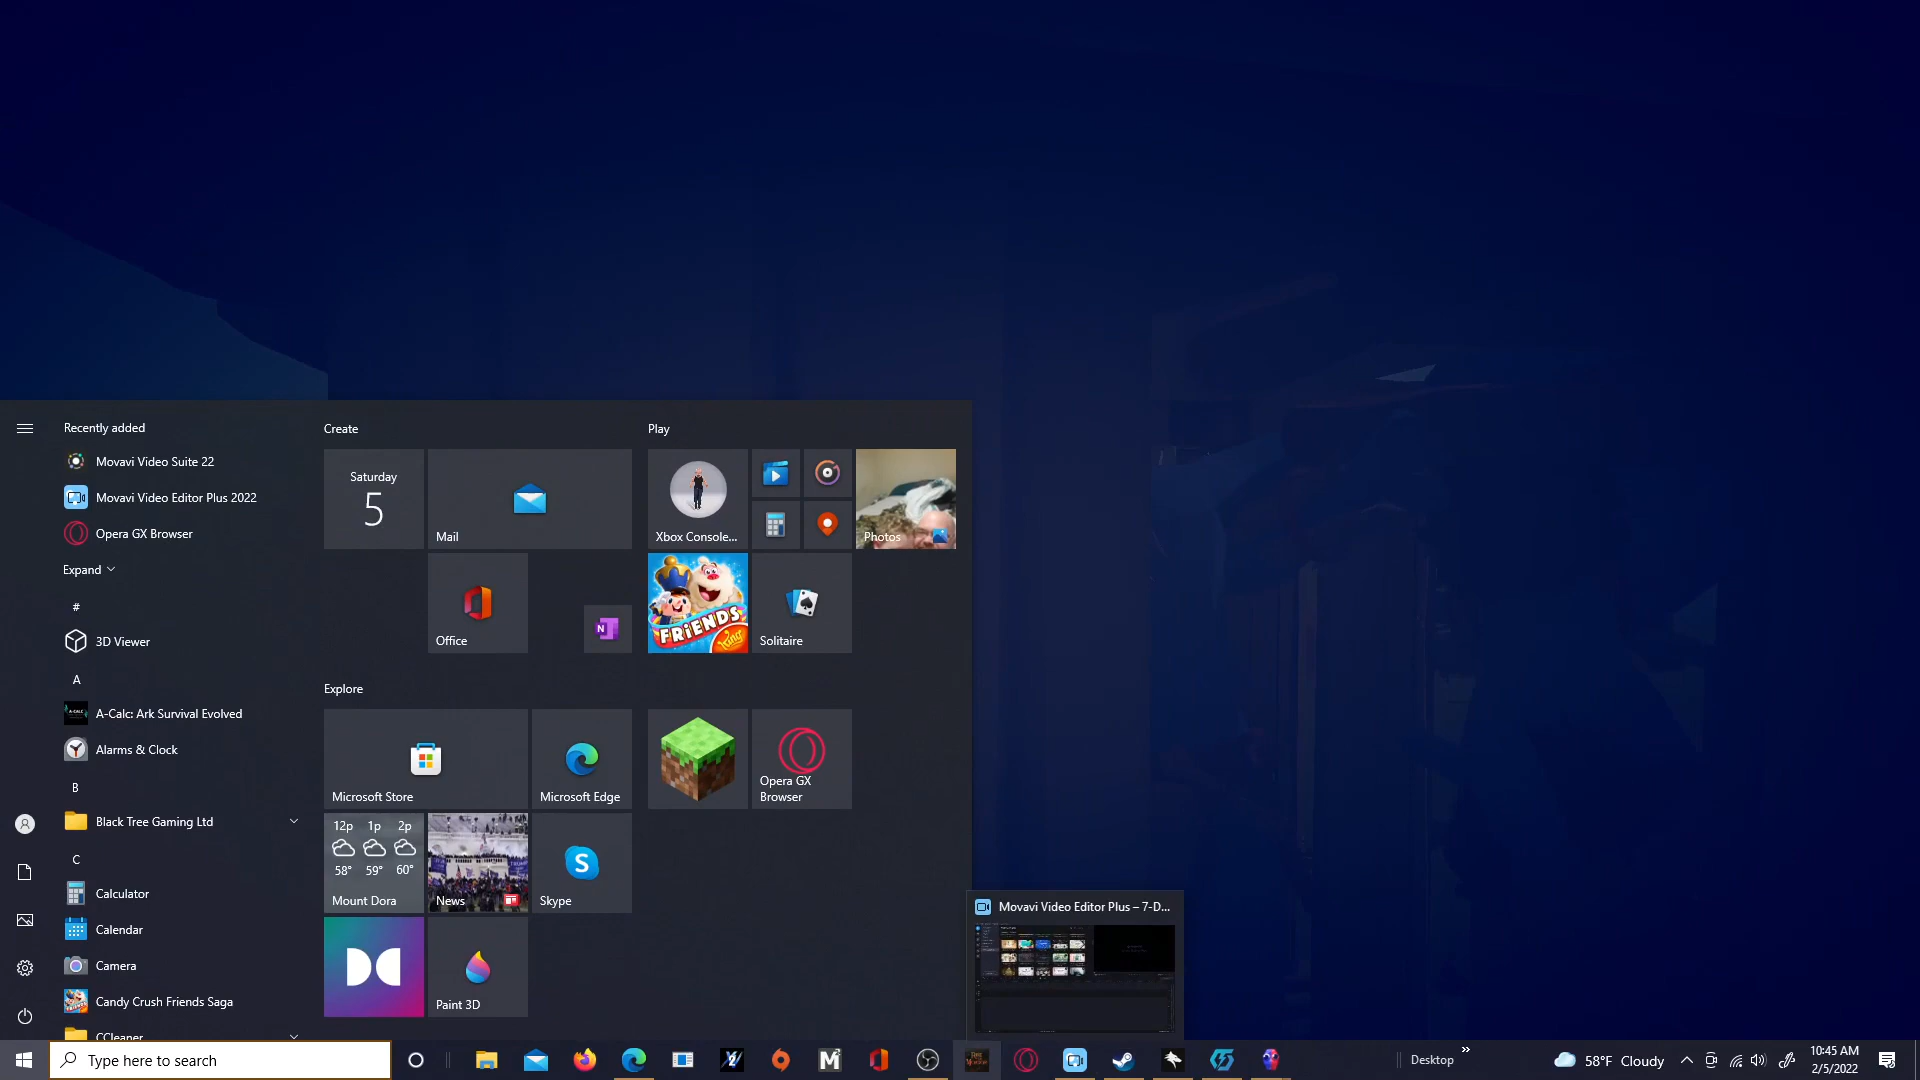 Recently added
Movavi Video Suite 22
Movavi Video Editor Plus 2022
Opera GX Browser
Expand
#
3D Viewer
A
A-Calc: Ark Survival Evolved
Alarms & Clock
B
Black Tree Gaming Ltd
C
Calculator
Calendar
Camera
Candy Crush Friends Saga
CCleaner
Create
Saturday
5
Mail
Office
N
Explore
Microsoft Store
Microsoft Edge
12p 1p 2p
58° 59° 60°
Mount Dora
News
S
Skype
Paint 3D
Play
Xbox Console...
Photos
FRIENDS
King
Solitaire
Opera GX
Browser
Movavi Video Editor Plus – 7-D...
Type here to search
M
Desktop
58°F Cloudy
10:45 AM
2/5/2022